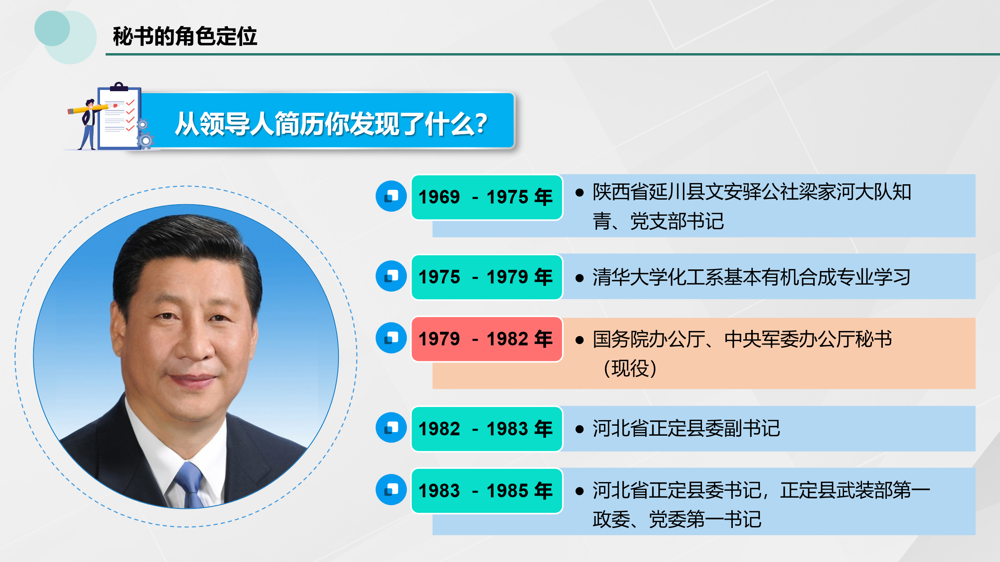 秘书的角色定位
从领导人简历你发现了什么？
1969 - 1975 年
● 陕西省延川县文安驿公社梁家河大队知
青、党支部书记
1975 - 1979 年
● 清华大学化工系基本有机合成专业学习
1979 - 1982 年
● 国务院办公厅、中央军委办公厅秘书
（现役）
1982 - 1983 年
● 河北省正定县委副书记
1983 - 1985 年
● 河北省正定县委书记，正定县武装部第一
政委、党委第一书记